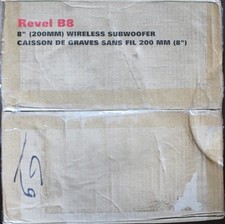 Revel B8
8" (200MM) WIRELESS SUBWOOFER
CAISSON DE GRAVES SANS FIL 200 MM (8")